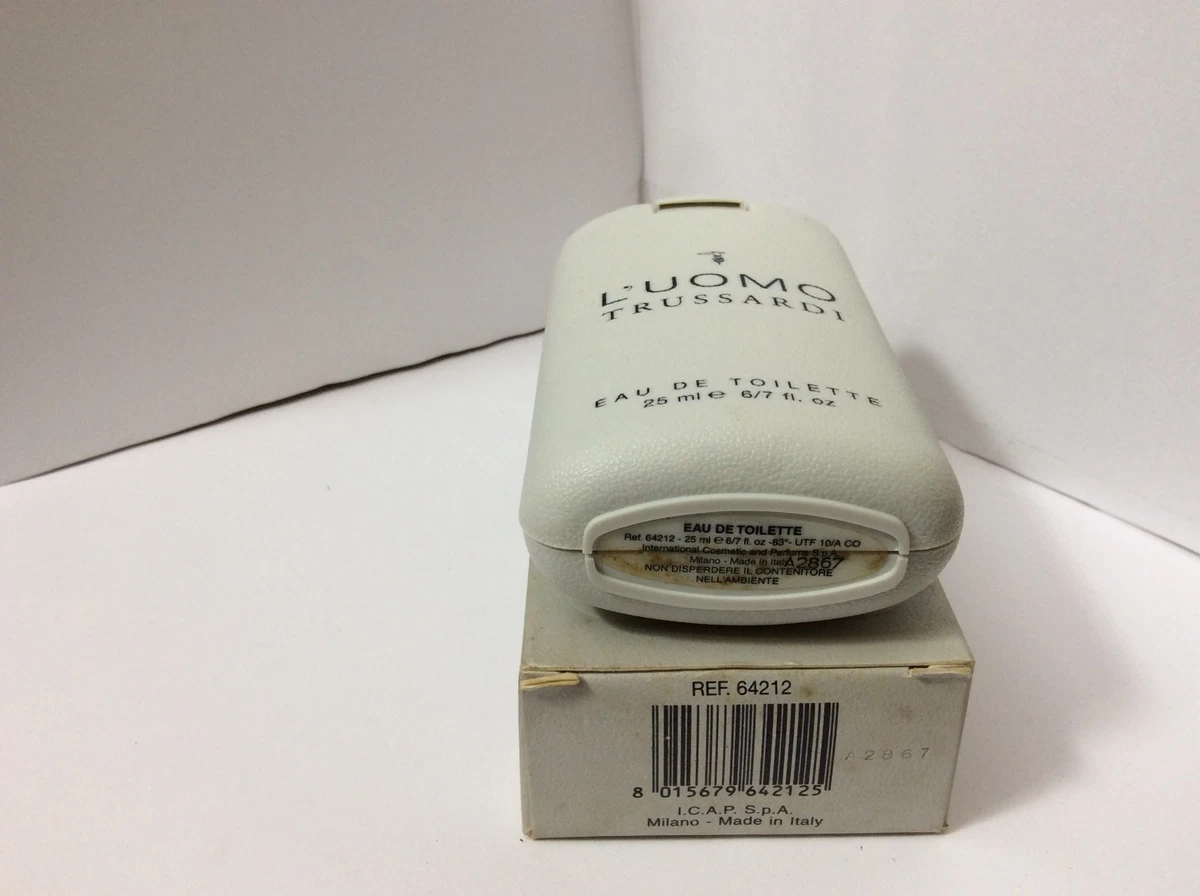 L'UOMO
TRUSSARDI
EAU DE TOILETTE
25 ml ℮ 6/7 fl. oz
EAU DE TOILETTE
Ref. 64212 - 25 ml ℮ 6/7 fl. oz -83°- UTF 10/A CO
International Cosmetic and Perfums S.p.A.
Milano - Made in Italy
A2867
NON DISPERDERE IL CONTENITORE
NELL'AMBIENTE
REF. 64212
A2867
8 015679 642125
I.C.A.P. S.p.A.
Milano - Made in Italy